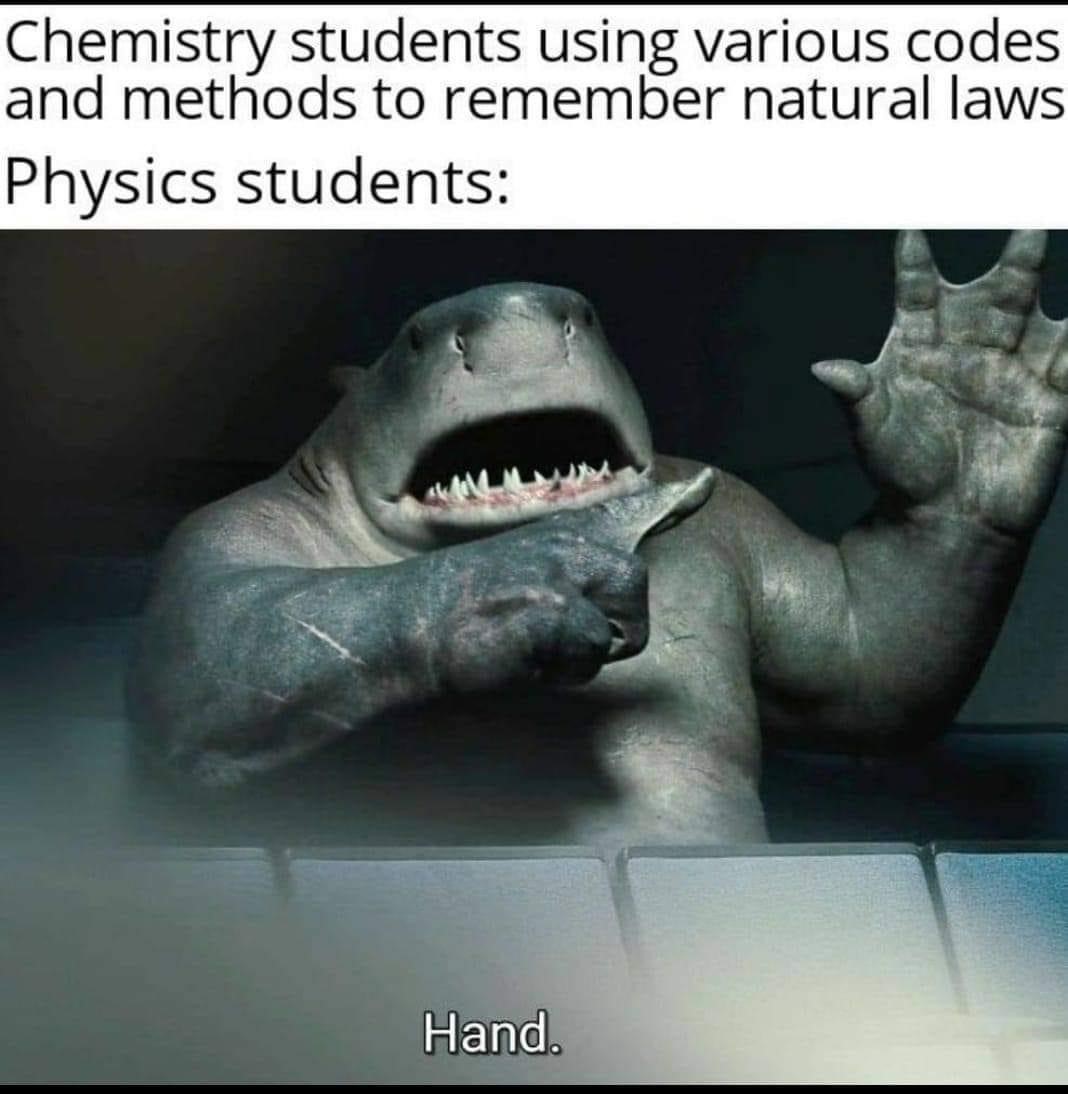 Chemistry students using various codes
and methods to remember natural laws
Physics students:
Hand.